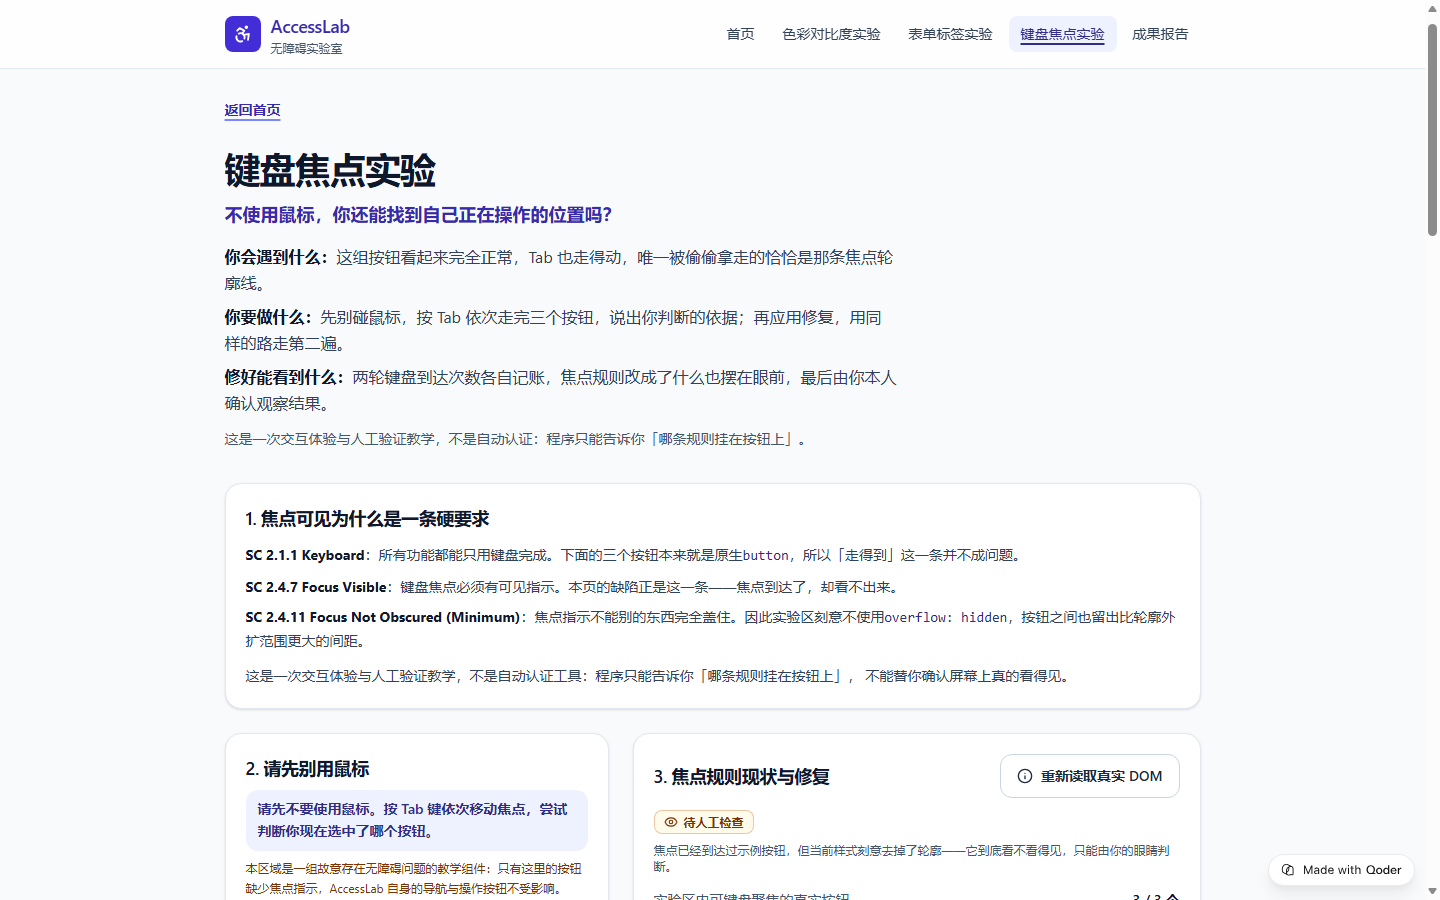 AccessLab
无障碍实验室
首页
色彩对比度实验
表单标签实验
键盘焦点实验
成果报告
返回首页
键盘焦点实验
不使用鼠标，你还能找到自己正在操作的位置吗？
你会遇到什么：这组按钮看起来完全正常，Tab 也走得动，唯一被偷偷拿走的恰恰是那条焦点轮
廓线。
你要做什么：先别碰鼠标，按 Tab 依次走完三个按钮，说出你判断的依据；再应用修复，用同
样的路走第二遍。
修好能看到什么：两轮键盘到达次数各自记账，焦点规则改成了什么也摆在眼前，最后由你本人
确认观察结果。
这是一次交互体验与人工验证教学，不是自动认证：程序只能告诉你「哪条规则挂在按钮上」。
1. 焦点可见为什么是一条硬要求
SC 2.1.1 Keyboard：所有功能都能只用键盘完成。下面的三个按钮本来就是原生button，所以「走得到」这一条并不成问题。
SC 2.4.7 Focus Visible：键盘焦点必须有可见指示。本页的缺陷正是这一条——焦点到达了，却看不出来。
SC 2.4.11 Focus Not Obscured (Minimum)：焦点指示不能别的东西完全盖住。因此实验区刻意不使用overflow: hidden，按钮之间也留出比轮廓外
扩范围更大的间距。
这是一次交互体验与人工验证教学，不是自动认证工具：程序只能告诉你「哪条规则挂在按钮上」， 不能替你确认屏幕上真的看得见。
2. 请先别用鼠标
请先不要使用鼠标。按 Tab 键依次移动焦点，尝试
判断你现在选中了哪个按钮。
本区域是一组故意存在无障碍问题的教学组件：只有这里的按钮
缺少焦点指示，AccessLab 自身的导航与操作按钮不受影响。
3. 焦点规则现状与修复
重新读取真实 DOM
待人工检查
焦点已经到达过示例按钮，但当前样式刻意去掉了轮廓——它到底看不看得见，只能由你的眼睛判
断。
实验区内可键盘聚焦的真实按钮
3 / 3 个
Made with Qoder